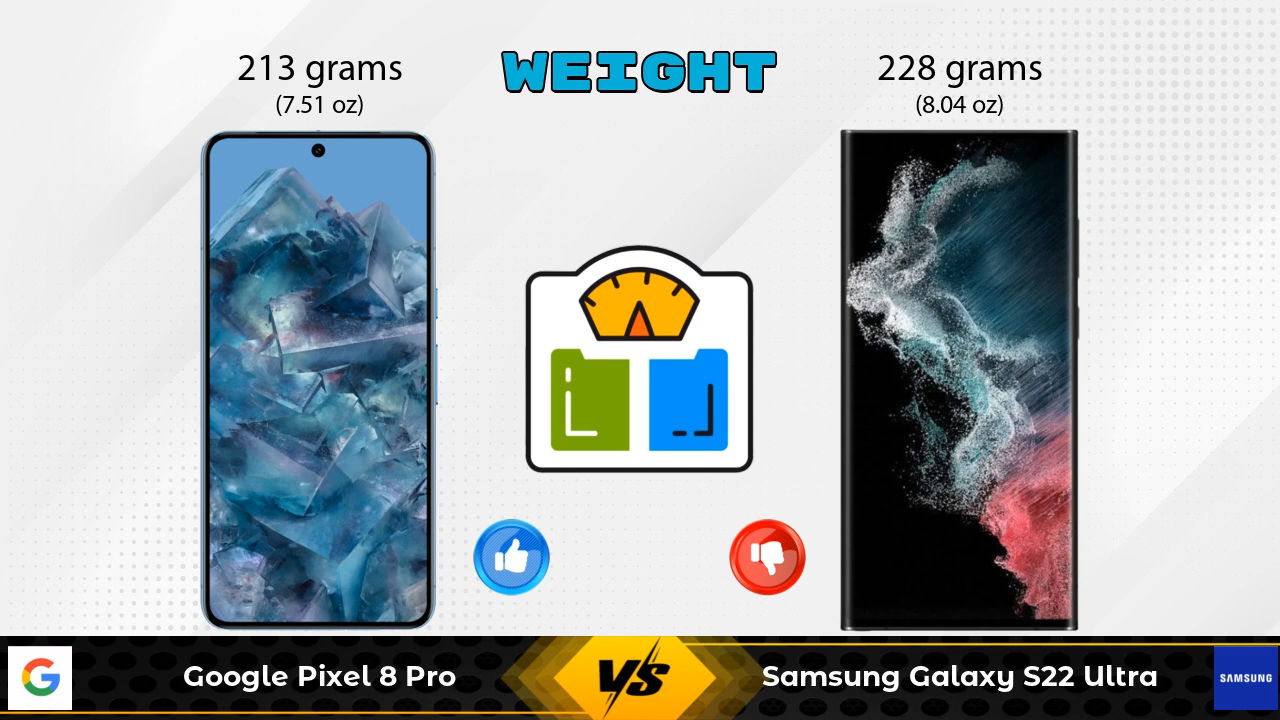 WEIGHT
213 grams
(7.51 oz)
228 grams
(8.04 oz)
Google Pixel 8 Pro
VS
Samsung Galaxy S22 Ultra
G
SAMSUNG